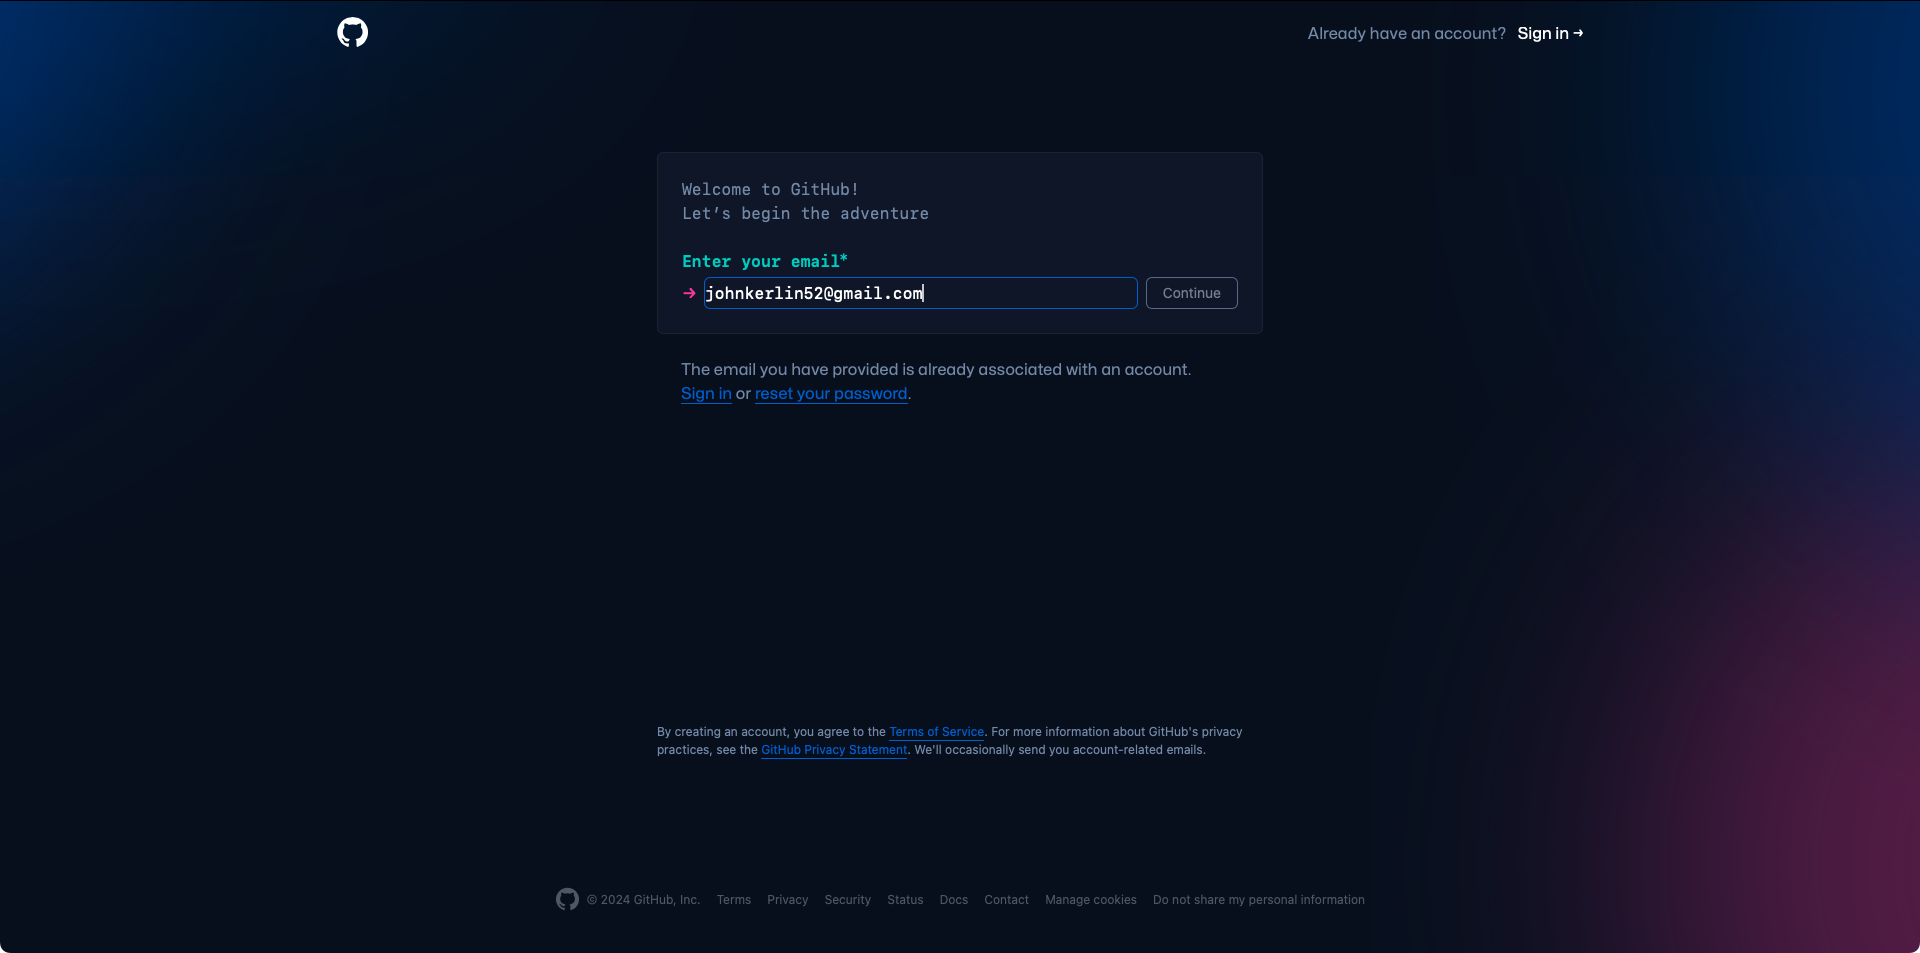 Already have an account? Sign in →
Welcome to GitHub!
Let’s begin the adventure
Enter your email*
→ johnkerlin52@gmail.com Continue
The email you have provided is already associated with an account.
Sign in or reset your password.
By creating an account, you agree to the Terms of Service. For more information about GitHub's privacy
practices, see the GitHub Privacy Statement. We'll occasionally send you account-related emails.
© 2024 GitHub, Inc. Terms Privacy Security Status Docs Contact Manage cookies Do not share my personal information